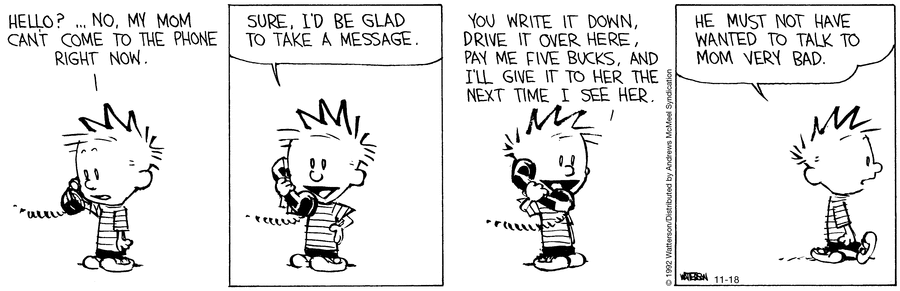 HELLO? ... NO, MY MOM
CAN'T COME TO THE PHONE
RIGHT NOW.
SURE, I'D BE GLAD
TO TAKE A MESSAGE.
YOU WRITE IT DOWN,
DRIVE IT OVER HERE,
PAY ME FIVE BUCKS, AND
I'LL GIVE IT TO HER THE
NEXT TIME I SEE HER.
HE MUST NOT HAVE
WANTED TO TALK TO
MOM VERY BAD.
© 1992 Watterson/Distributed by Andrews McMeel Syndication
WATTERSON 11-18